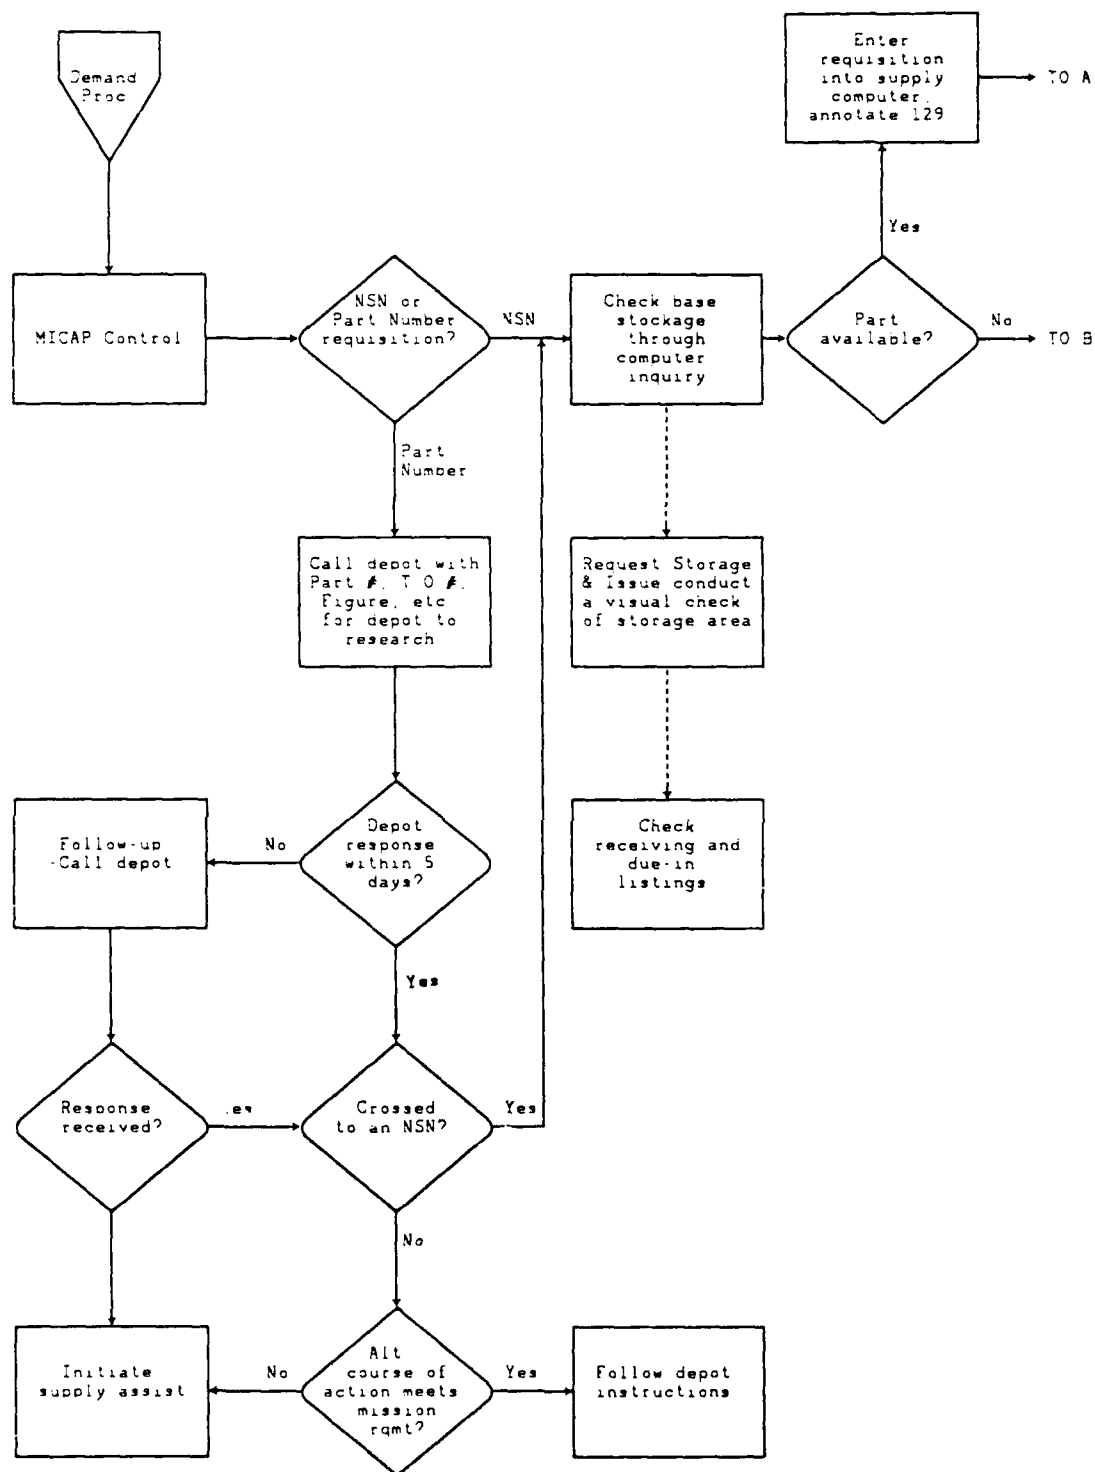 Demand
Proc
Enter
requisition
into supply
computer,
annotate 129
TO A
Yes
MICAP Control
NSN or
Part Number
requisition?
NSN
Check base
stockage
through
computer
inquiry
Part
available?
No
TO B
Part
Number
Call depot with
Part #, T O #,
Figure, etc
for depot to
research
Request Storage
& Issue conduct
a visual check
of storage area
Follow-up
-Call depot
No
Depot
response
within 5
days?
Check
receiving and
due-in
listings
Yes
Response
received?
Crossed
to an NSN?
Yes
No
Initiate
supply assist
No
Alt
course of
action meets
mission
rqmt?
Yes
Follow depot
instructions